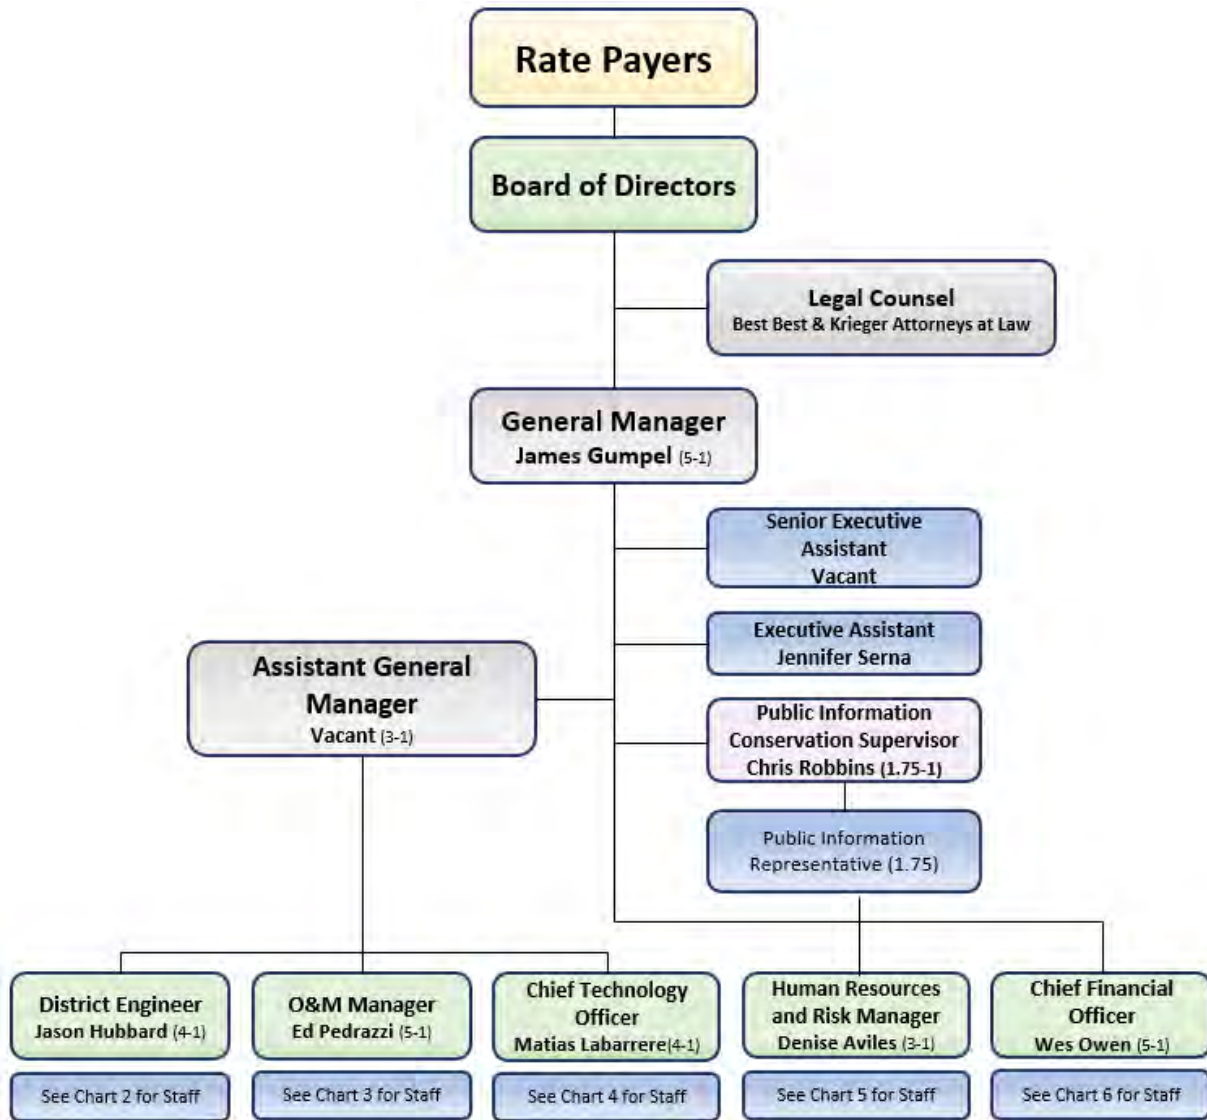 Rate Payers
Board of Directors
Legal Counsel
Best Best & Krieger Attorneys at Law
General Manager
James Gumpel (5-1)
Senior Executive
Assistant
Vacant
Executive Assistant
Jennifer Serna
Assistant General
Manager
Vacant (3-1)
Public Information
Conservation Supervisor
Chris Robbins (1.75-1)
Public Information
Representative (1.75)
District Engineer
Jason Hubbard (4-1)
O&M Manager
Ed Pedrazzi (5-1)
Chief Technology
Officer
Matias Labarrere(4-1)
Human Resources
and Risk Manager
Denise Aviles (3-1)
Chief Financial
Officer
Wes Owen (5-1)
See Chart 2 for Staff
See Chart 3 for Staff
See Chart 4 for Staff
See Chart 5 for Staff
See Chart 6 for Staff